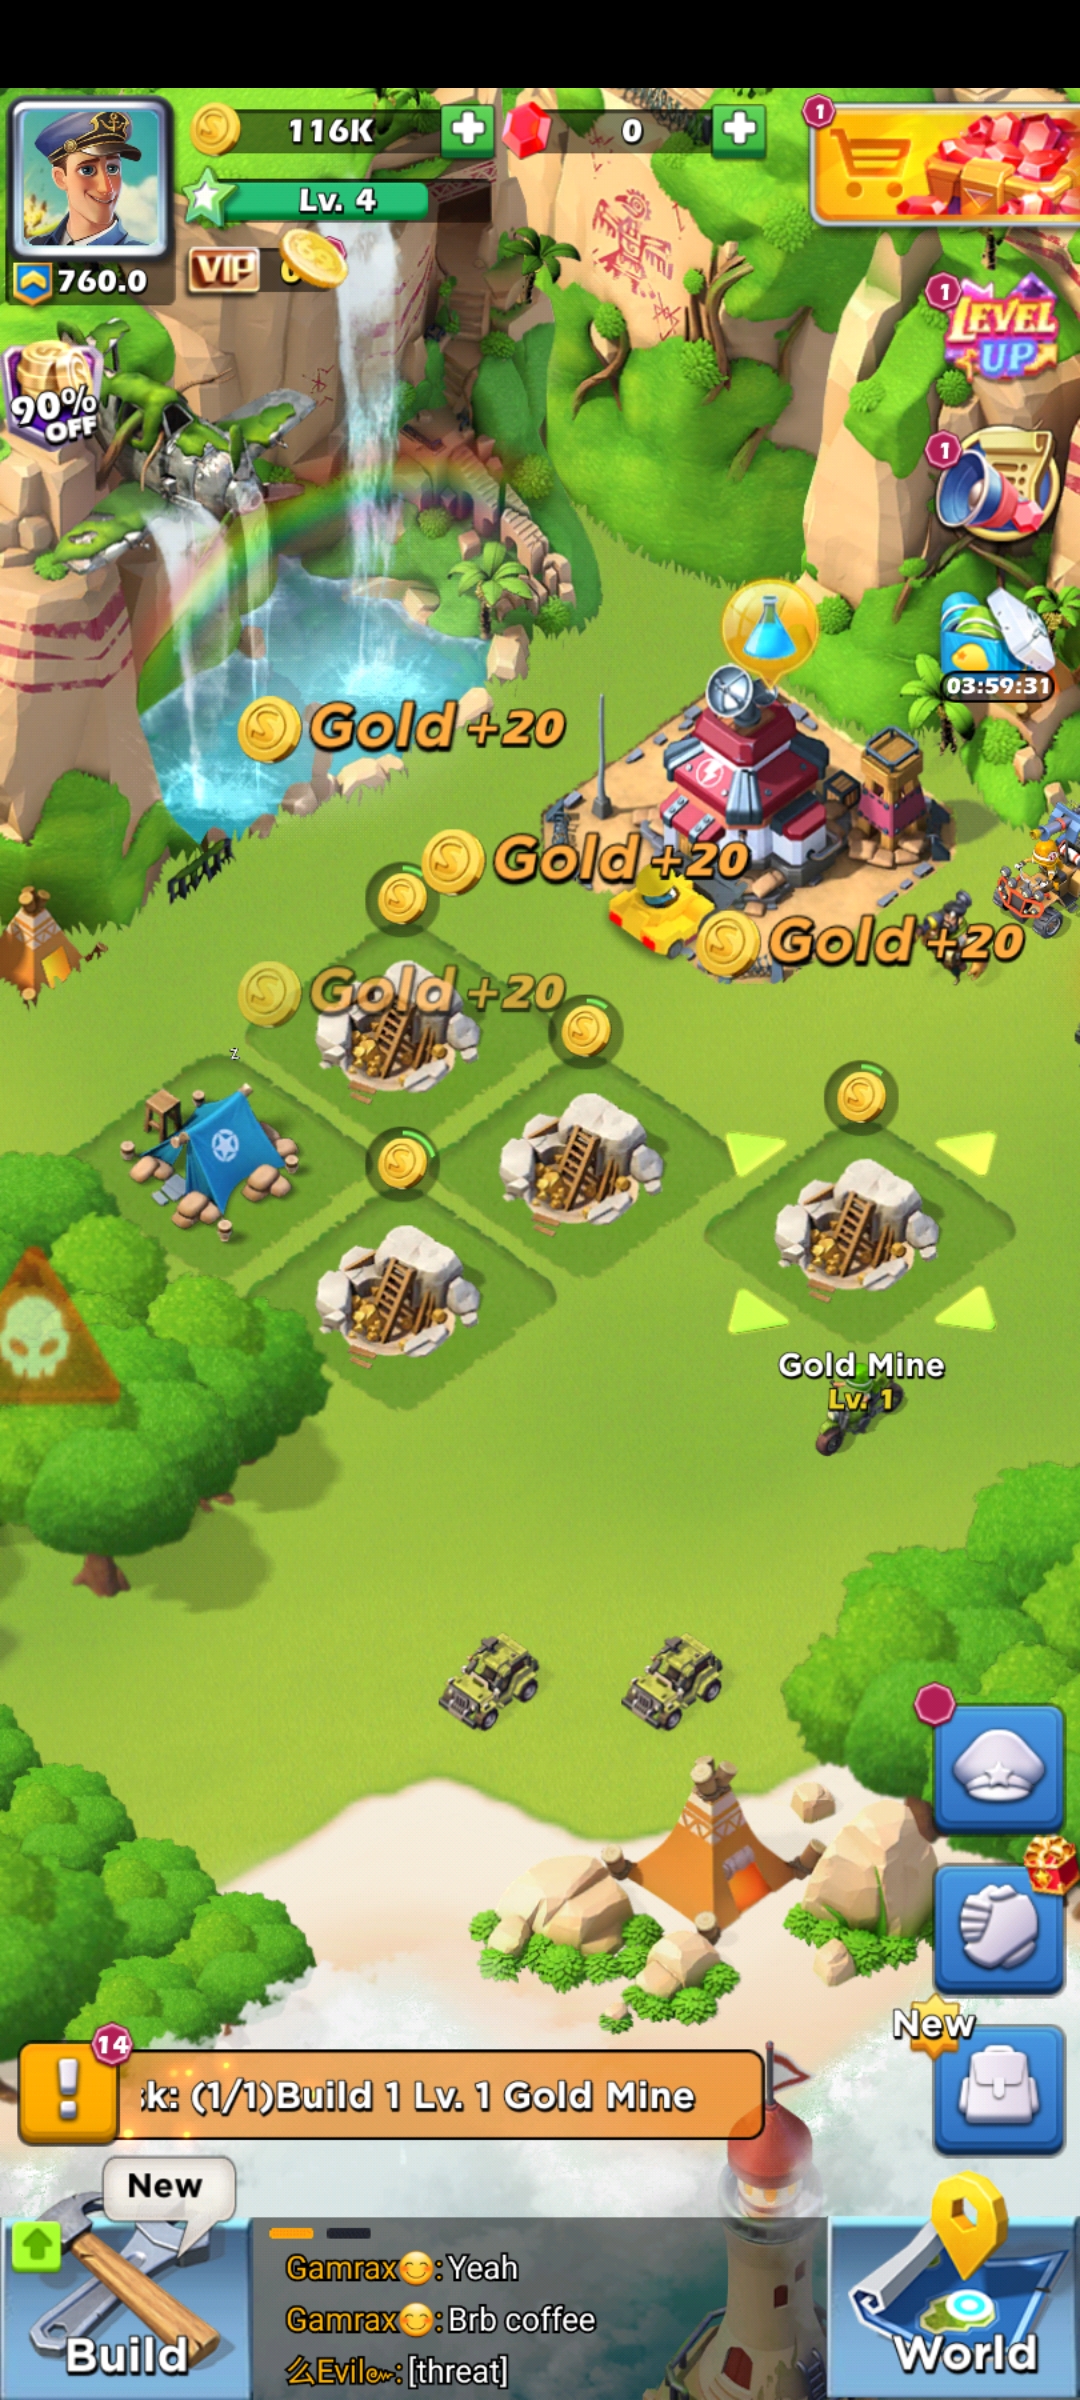 116K
0
1
Lv. 4
760.0
VIP
1
LEVEL
UP
90%
OFF
1
03:59:31
Gold +20
Gold +20
Gold +20
Gold +20
z
Gold Mine
Lv. 1
New
14
sk: (1/1)Build 1 Lv. 1 Gold Mine
New
Gamrax😊: Yeah
Gamrax😊: Brb coffee
[threat]
Build
World